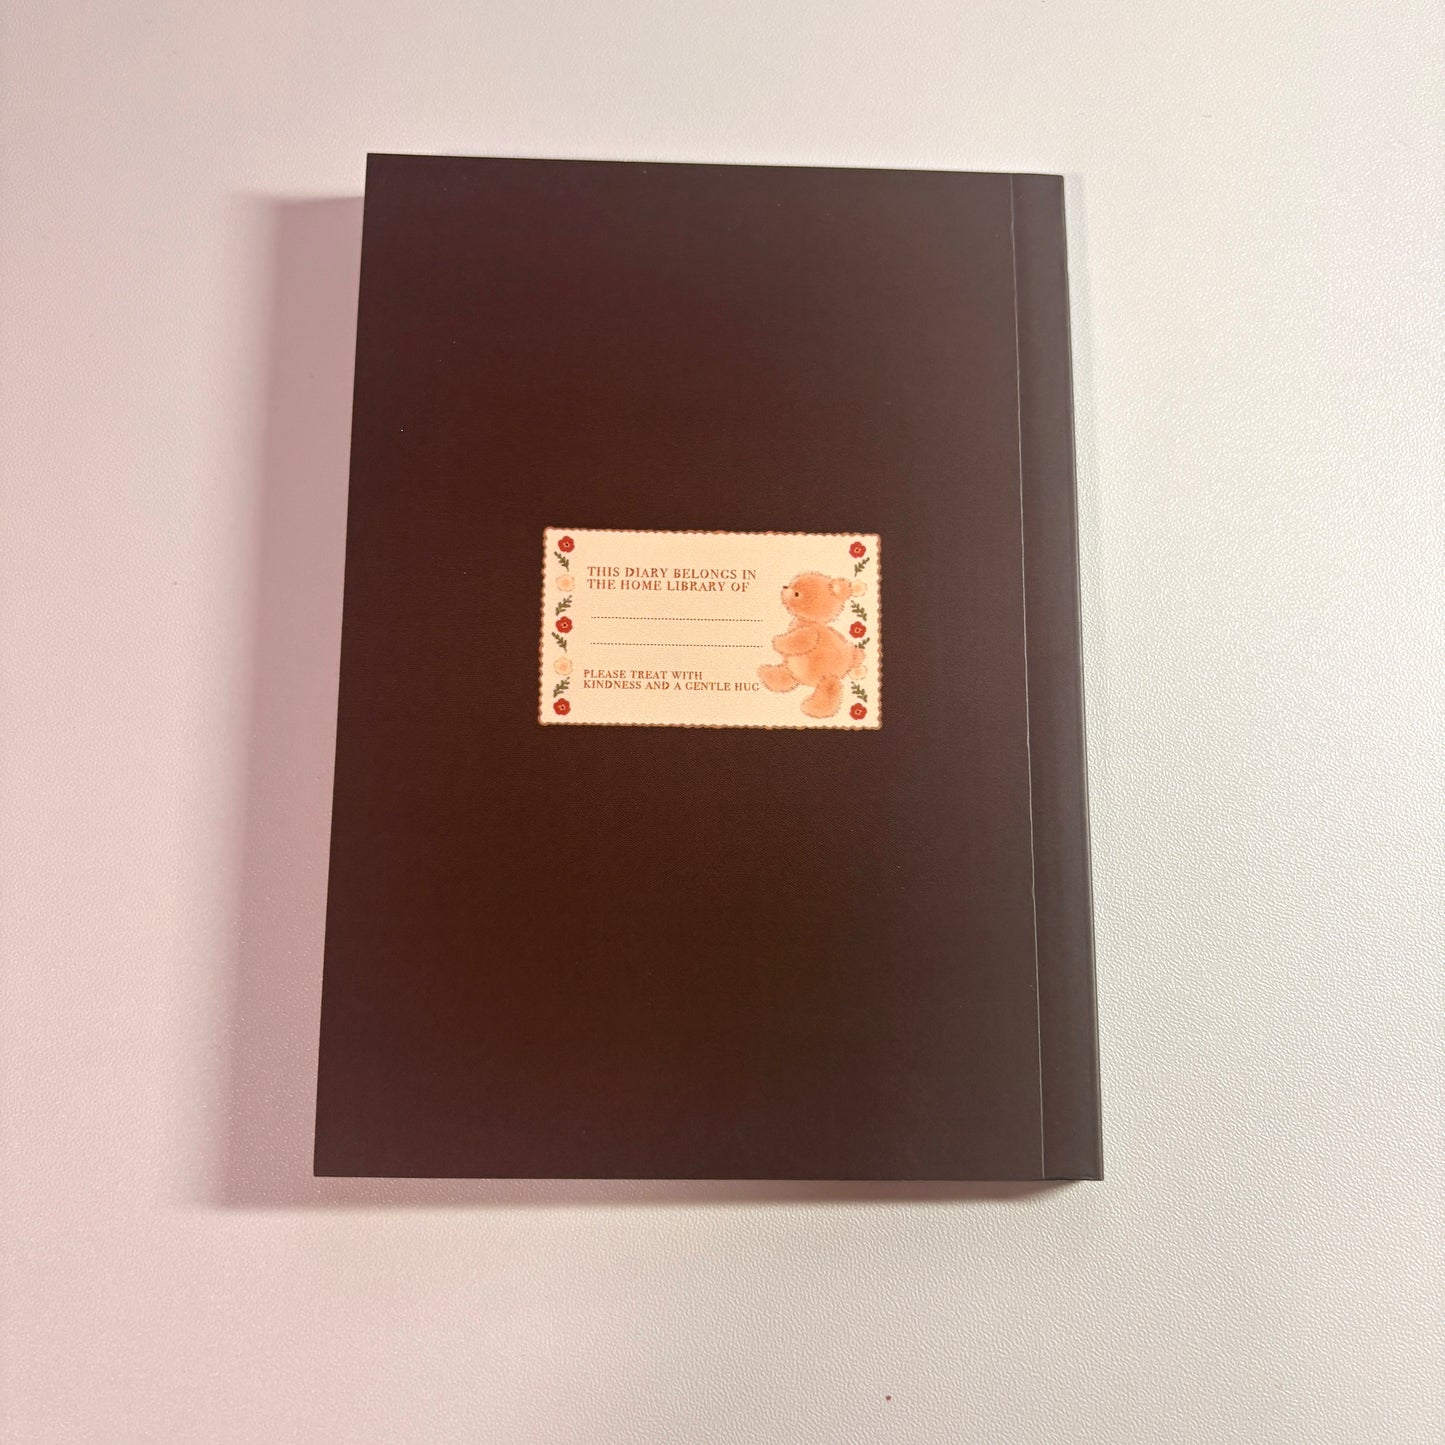 THIS DIARY BELONGS IN
THE HOME LIBRARY OF
PLEASE TREAT WITH
KINDNESS AND A GENTLE HUG